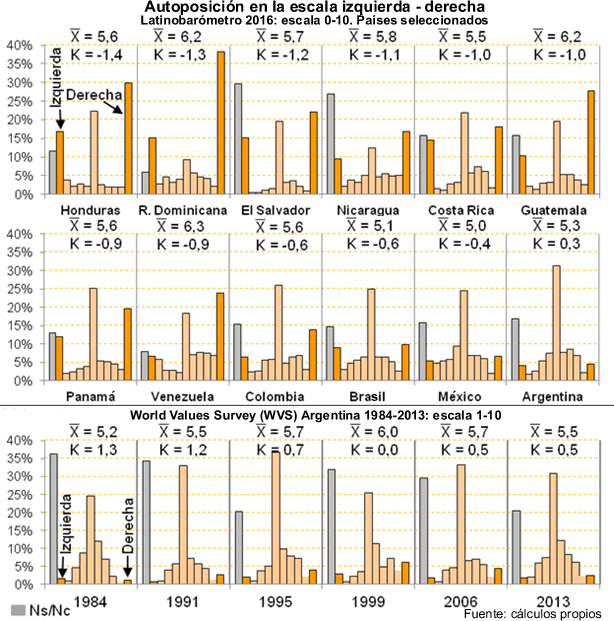 Autoposición en la escala izquierda - derecha
Latinobarómetro 2016: escala 0-10. Países seleccionados
X̅ = 5,6 X̅ = 6,2 X̅ = 5,7 X̅ = 5,8 X̅ = 5,5 X̅ = 6,2
K = -1,4 K = -1,3 K = -1,2 K = -1,1 K = -1,0 K = -1,0
40%
35%
30%
25%
20%
15%
10%
5%
0%
Izquierda
Derecha
Honduras R. Dominicana El Salvador Nicaragua Costa Rica Guatemala
X̅ = 5,6 X̅ = 6,3 X̅ = 5,6 X̅ = 5,1 X̅ = 5,0 X̅ = 5,3
K = -0,9 K = -0,9 K = -0,6 K = -0,6 K = -0,4 K = 0,3
40%
35%
30%
25%
20%
15%
10%
5%
0%
Panamá Venezuela Colombia Brasil México Argentina
World Values Survey (WVS) Argentina 1984-2013: escala 1-10
X̅ = 5,2 X̅ = 5,5 X̅ = 5,7 X̅ = 6,0 X̅ = 5,7 X̅ = 5,5
K = 1,3 K = 1,2 K = 0,7 K = 0,0 K = 0,5 K = 0,5
40%
35%
30%
25%
20%
15%
10%
5%
0%
Izquierda
Derecha
1984 1991 1995 1999 2006 2013
Ns/Nc
Fuente: cálculos propios